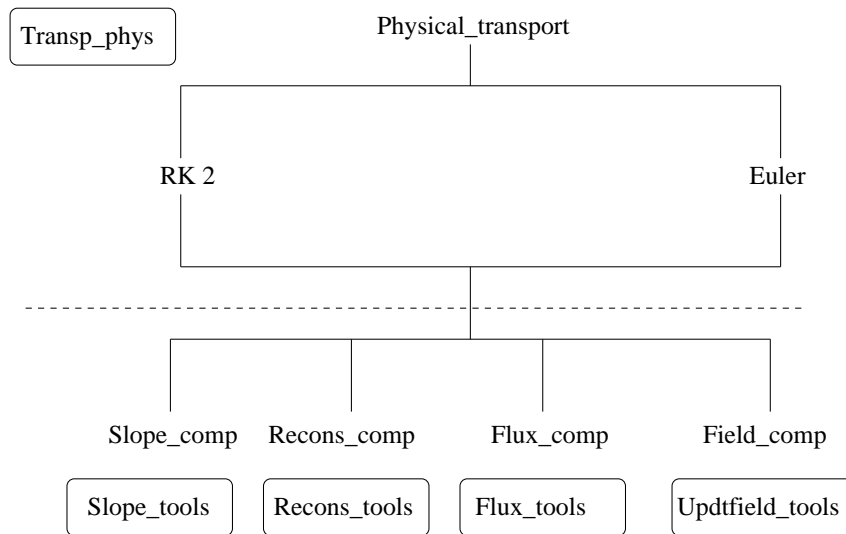 Transp_phys
Physical_transport
RK 2
Euler
Slope_comp
Recons_comp
Flux_comp
Field_comp
Slope_tools
Recons_tools
Flux_tools
Updtfield_tools